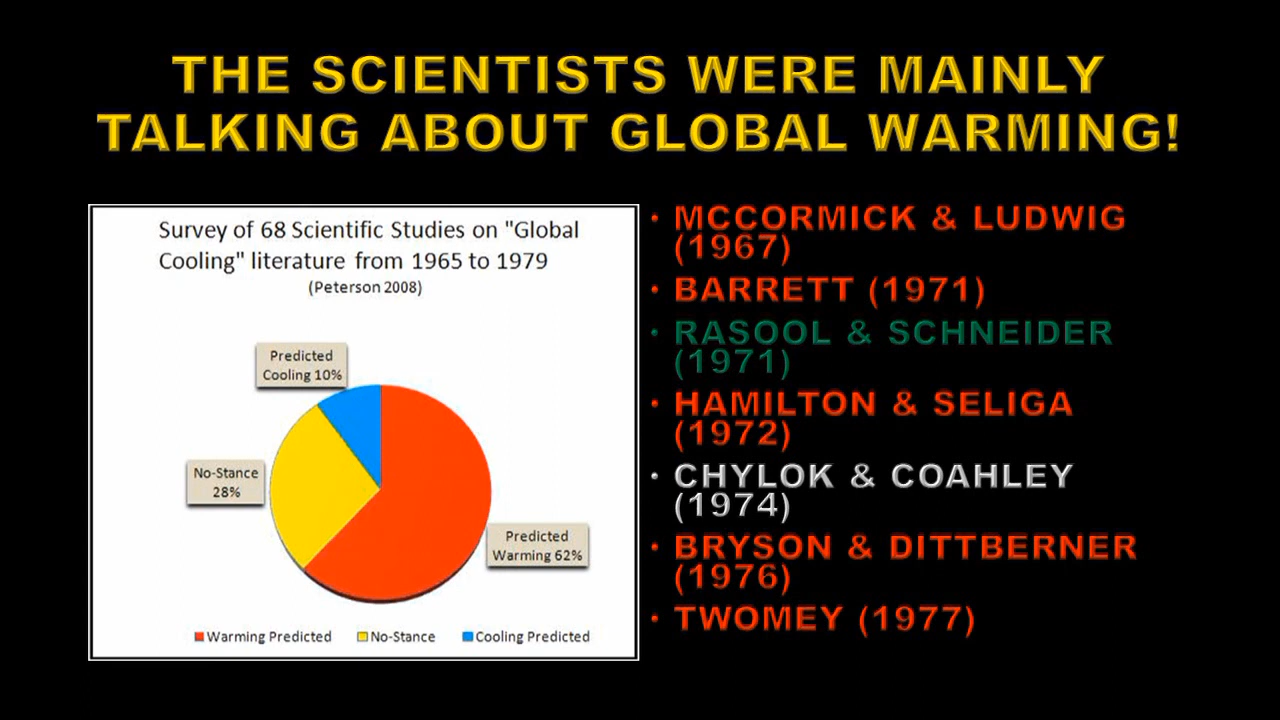 THE SCIENTISTS WERE MAINLY
TALKING ABOUT GLOBAL WARMING!
Survey of 68 Scientific Studies on "Global
Cooling" literature from 1965 to 1979
(Peterson 2008)
Predicted
Cooling 10%
No-Stance
28%
Predicted
Warming 62%
Warming Predicted No-Stance Cooling Predicted
• MCCORMICK & LUDWIG
(1967)
• BARRETT (1971)
• RASOOL & SCHNEIDER
(1971)
• HAMILTON & SELIGA
(1972)
• CHYLOK & COAHLEY
(1974)
• BRYSON & DITTBERNER
(1976)
• TWOMEY (1977)